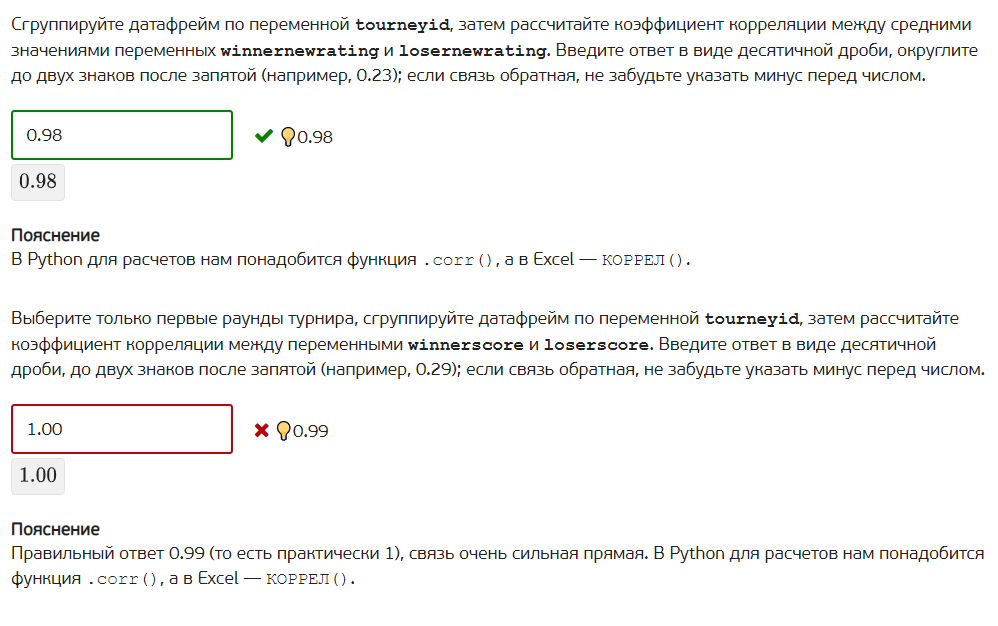 Сгруппируйте датафрейм по переменной tourneyid, затем рассчитайте коэффициент корреляции между средними
значениями переменных winnernewrating и losernewrating. Введите ответ в виде десятичной дроби, округлите
до двух знаков после запятой (например, 0.23); если связь обратная, не забудьте указать минус перед числом.
0.98 0.98
0.98
Пояснение
В Python для расчетов нам понадобится функция .corr(), а в Excel — КОРРЕЛ().
Выберите только первые раунды турнира, сгруппируйте датафрейм по переменной tourneyid, затем рассчитайте
коэффициент корреляции между переменными winnerscore и loserscore. Введите ответ в виде десятичной
дроби, до двух знаков после запятой (например, 0.29); если связь обратная, не забудьте указать минус перед числом.
1.00 0.99
1.00
Пояснение
Правильный ответ 0.99 (то есть практически 1), связь очень сильная прямая. В Python для расчетов нам понадобится
функция .corr(), а в Excel — КОРРЕЛ().